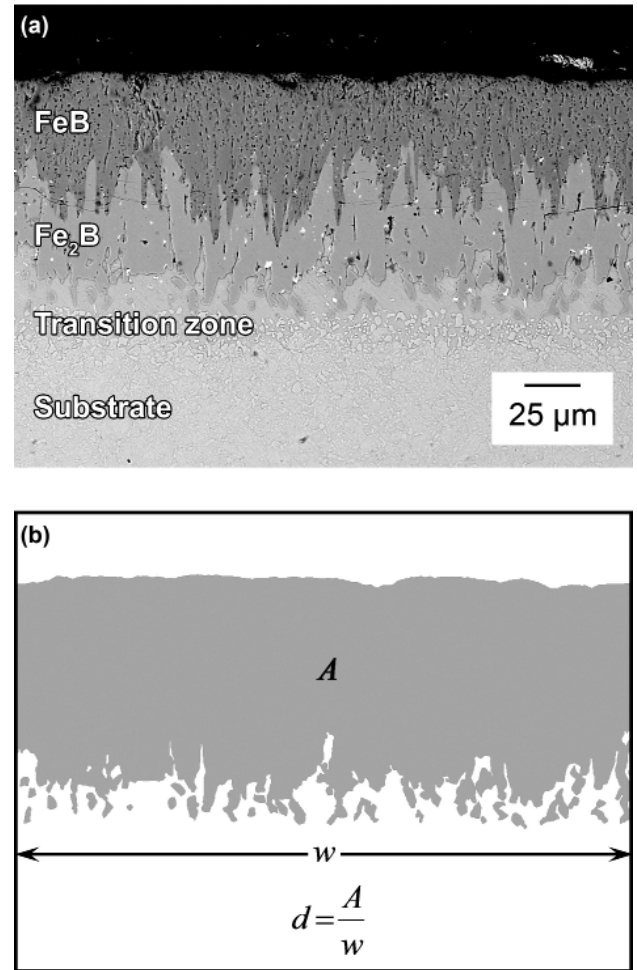 (a)
FeB
Fe₂B
Transition zone
Substrate
25 µm
(b)
A
w
d = A/w